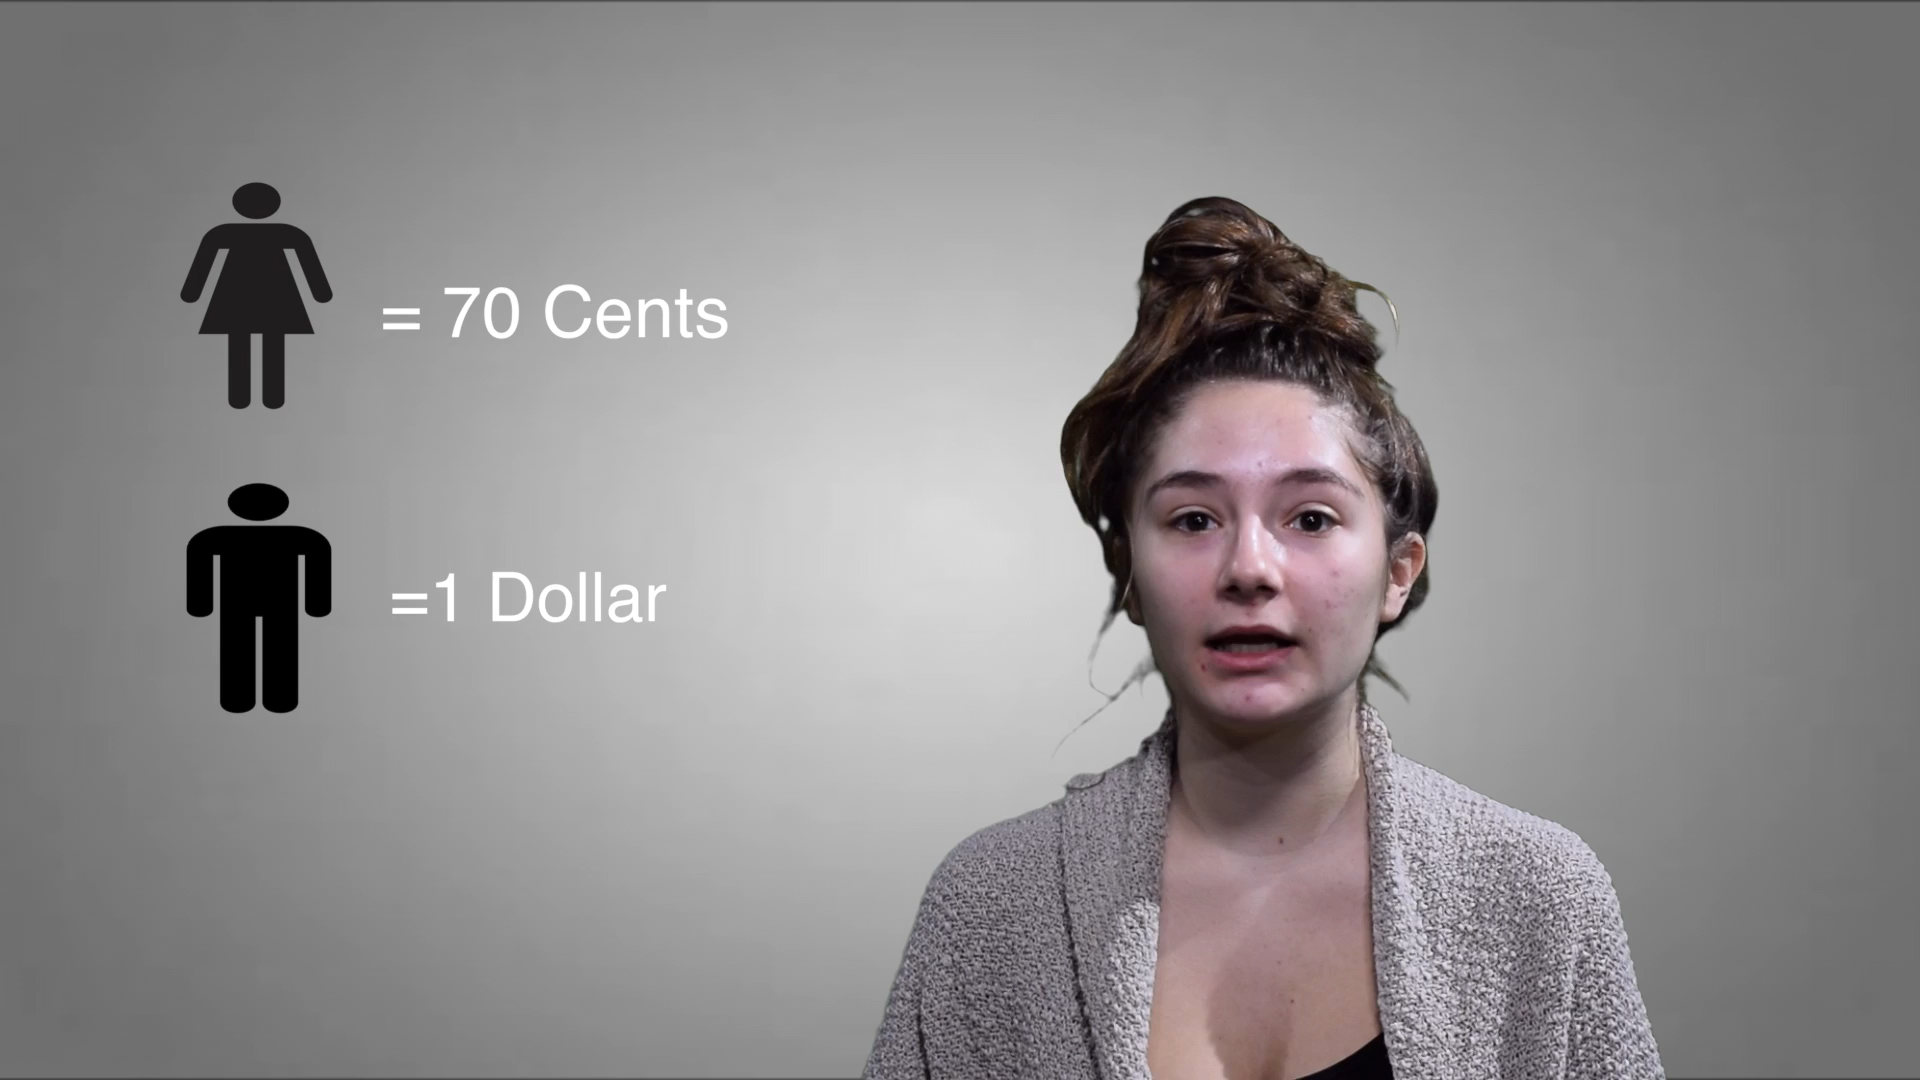 = 70 Cents
=1 Dollar